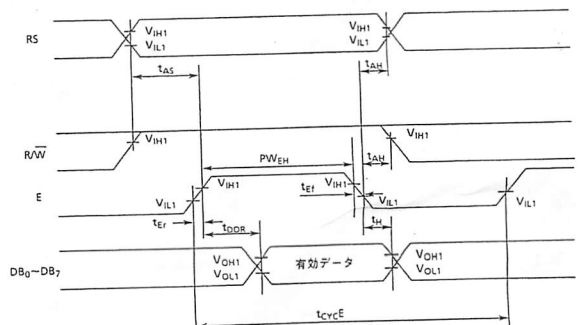 RS
VIH1
VIL1
VIH1
VIL1
tAS
tAH
R/W̅
VIH1
VIH1
PWEH
tAH
E
VIH1
tEf
VIH1
VIL1
VIL1
VIL1
tEr
tDDR
tH
DB0~DB7
VOH1
VOL1
有効データ
VOH1
VOL1
tCYCE